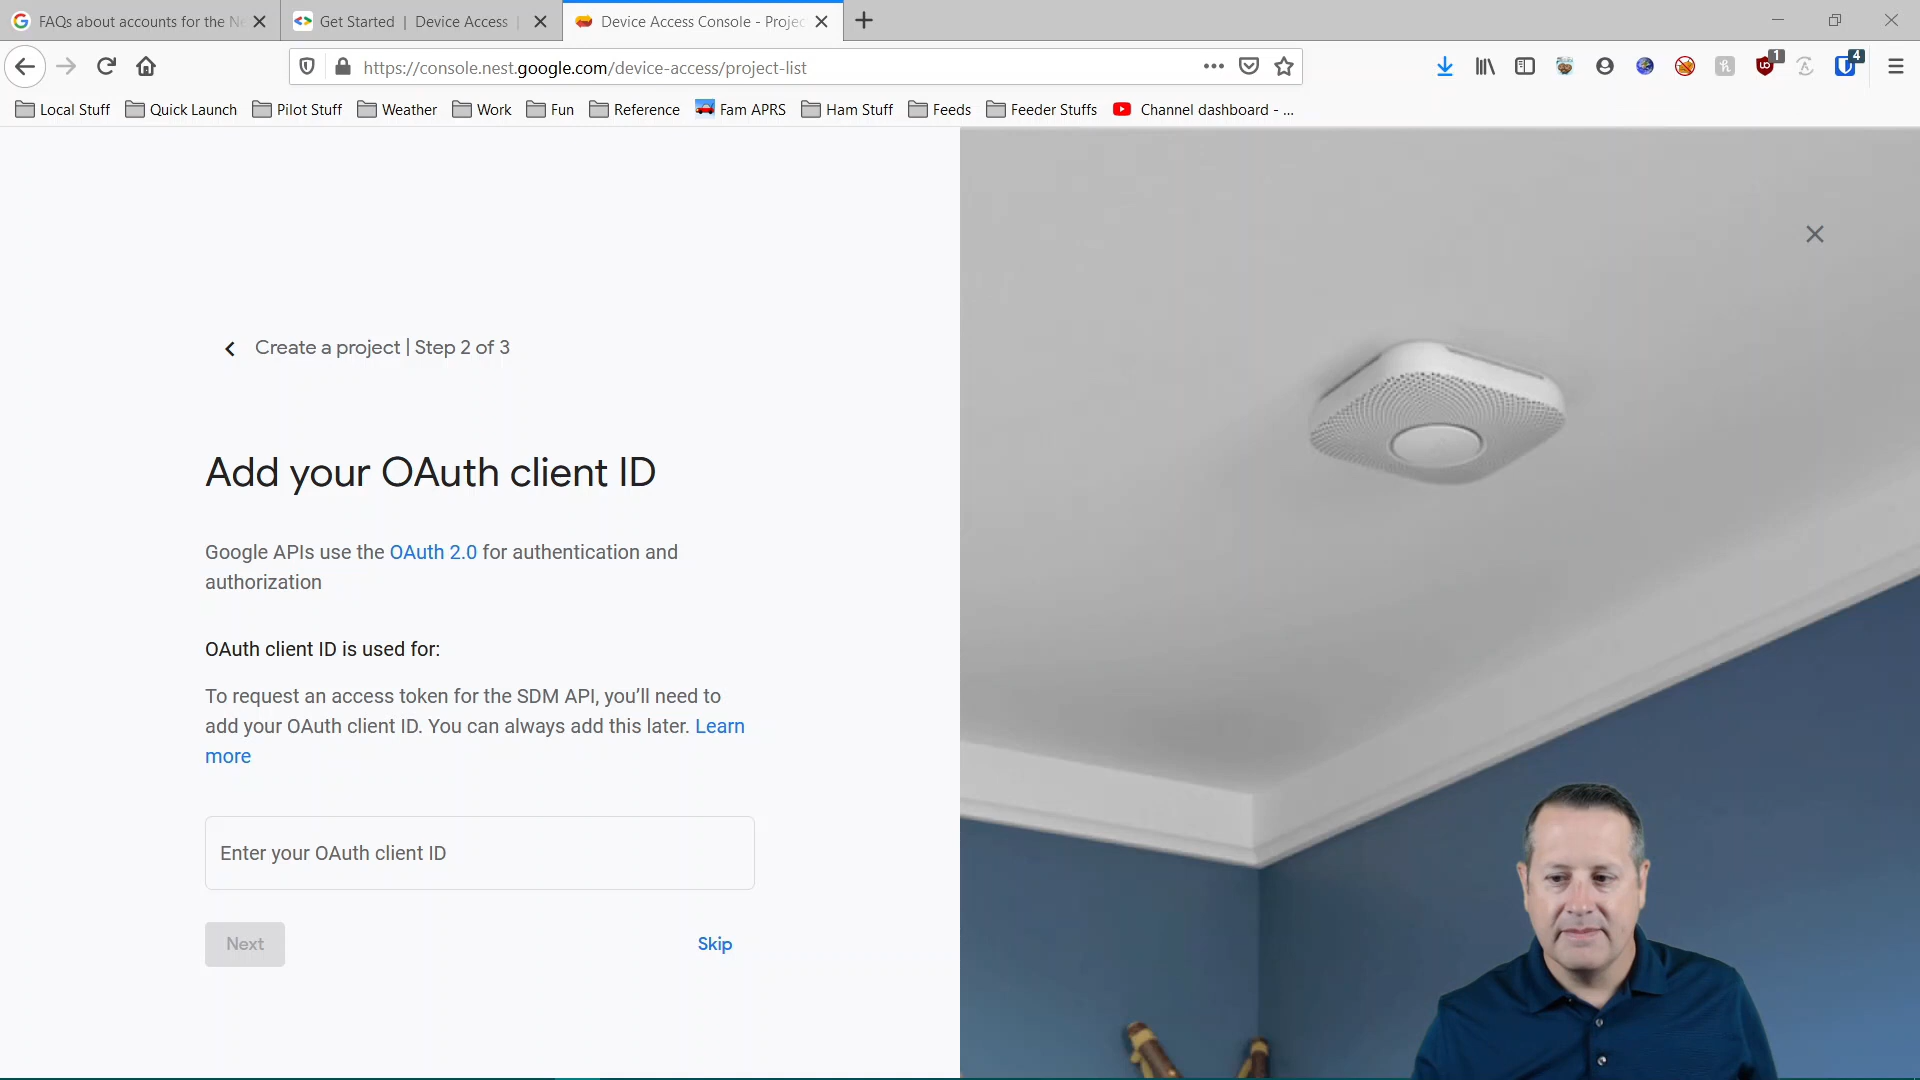 FAQs about accounts for the Ne
Get Started | Device Access |
Device Access Console - Projec
https://console.nest.google.com/device-access/project-list
1
4
Local Stuff
Quick Launch
Pilot Stuff
Weather
Work
Fun
Reference
Fam APRS
Ham Stuff
Feeds
Feeder Stuffs
Channel dashboard - ...
Create a project | Step 2 of 3
Add your OAuth client ID
Google APIs use the OAuth 2.0 for authentication and
authorization
OAuth client ID is used for:
To request an access token for the SDM API, you’ll need to
add your OAuth client ID. You can always add this later. Learn
more
Enter your OAuth client ID
Next
Skip